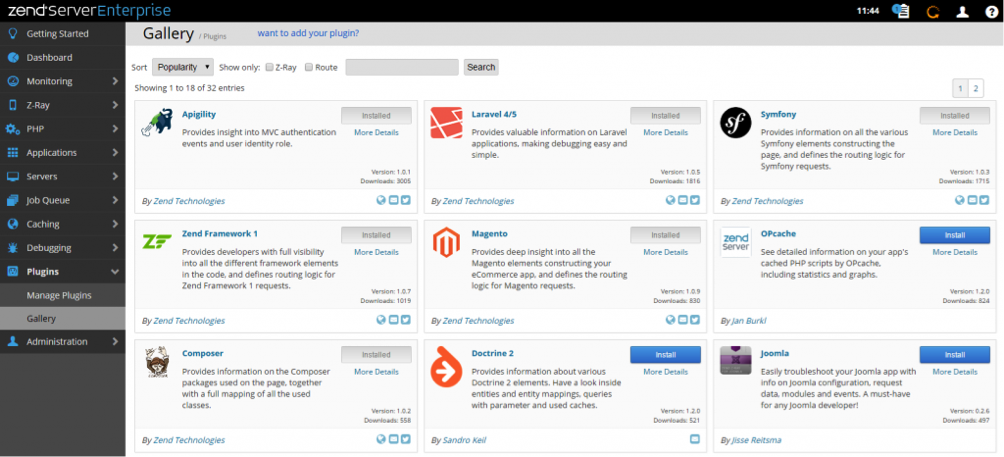 zend Server Enterprise
11:44
Getting Started
Dashboard
Monitoring
Z-Ray
PHP
Applications
Servers
Job Queue
Caching
Debugging
Plugins
Manage Plugins
Gallery
Administration
Gallery / Plugins
want to add your plugin?
Sort Popularity Show only: Z-Ray Route Search
Showing 1 to 18 of 32 entries
1 2
Apigility
Installed
More Details
Provides insight into MVC authentication
events and user identity role.
Version: 1.0.1
Downloads: 3005
By Zend Technologies
Laravel 4/5
Installed
More Details
Provides valuable information on Laravel
applications, making debugging easy and
simple.
Version: 1.0.5
Downloads: 1816
By Zend Technologies
sf
Symfony
Installed
More Details
Provides information on all the various
Symfony elements constructing the
page, and defines the routing logic for
Symfony requests.
Version: 1.0.3
Downloads: 1715
By Zend Technologies
ZF
Zend Framework 1
Installed
More Details
Provides developers with full visibility
into all the different framework elements
in the code, and defines routing logic for
Zend Framework 1 requests.
Version: 1.0.7
Downloads: 1019
By Zend Technologies
Magento
Installed
More Details
Provides deep insight into all the
Magento elements constructing your
eCommerce app, and defines the routing
logic for Magento requests.
Version: 1.0.9
Downloads: 830
By Zend Technologies
zend
Server
OPcache
Install
More Details
See detailed information on your app's
cached PHP scripts by OPcache,
including statistics and graphs.
Version: 1.2.0
Downloads: 824
By Jan Burkl
Composer
Installed
More Details
Provides information on the Composer
packages used on the page, together
with a full mapping of all the used
classes.
Version: 1.0.2
Downloads: 558
By Zend Technologies
Doctrine 2
Install
More Details
Provides information about various
Doctrine 2 elements. Have a look inside
entities and entity mappings, queries
with parameter and used caches.
Version: 1.2.0
Downloads: 521
By Sandro Keil
Joomla
Install
More Details
Easily troubleshoot your Joomla app with
info on Joomla configuration, request
data, modules and events. A must-have
for any Joomla developer!
Version: 0.2.6
Downloads: 497
By Jisse Reitsma